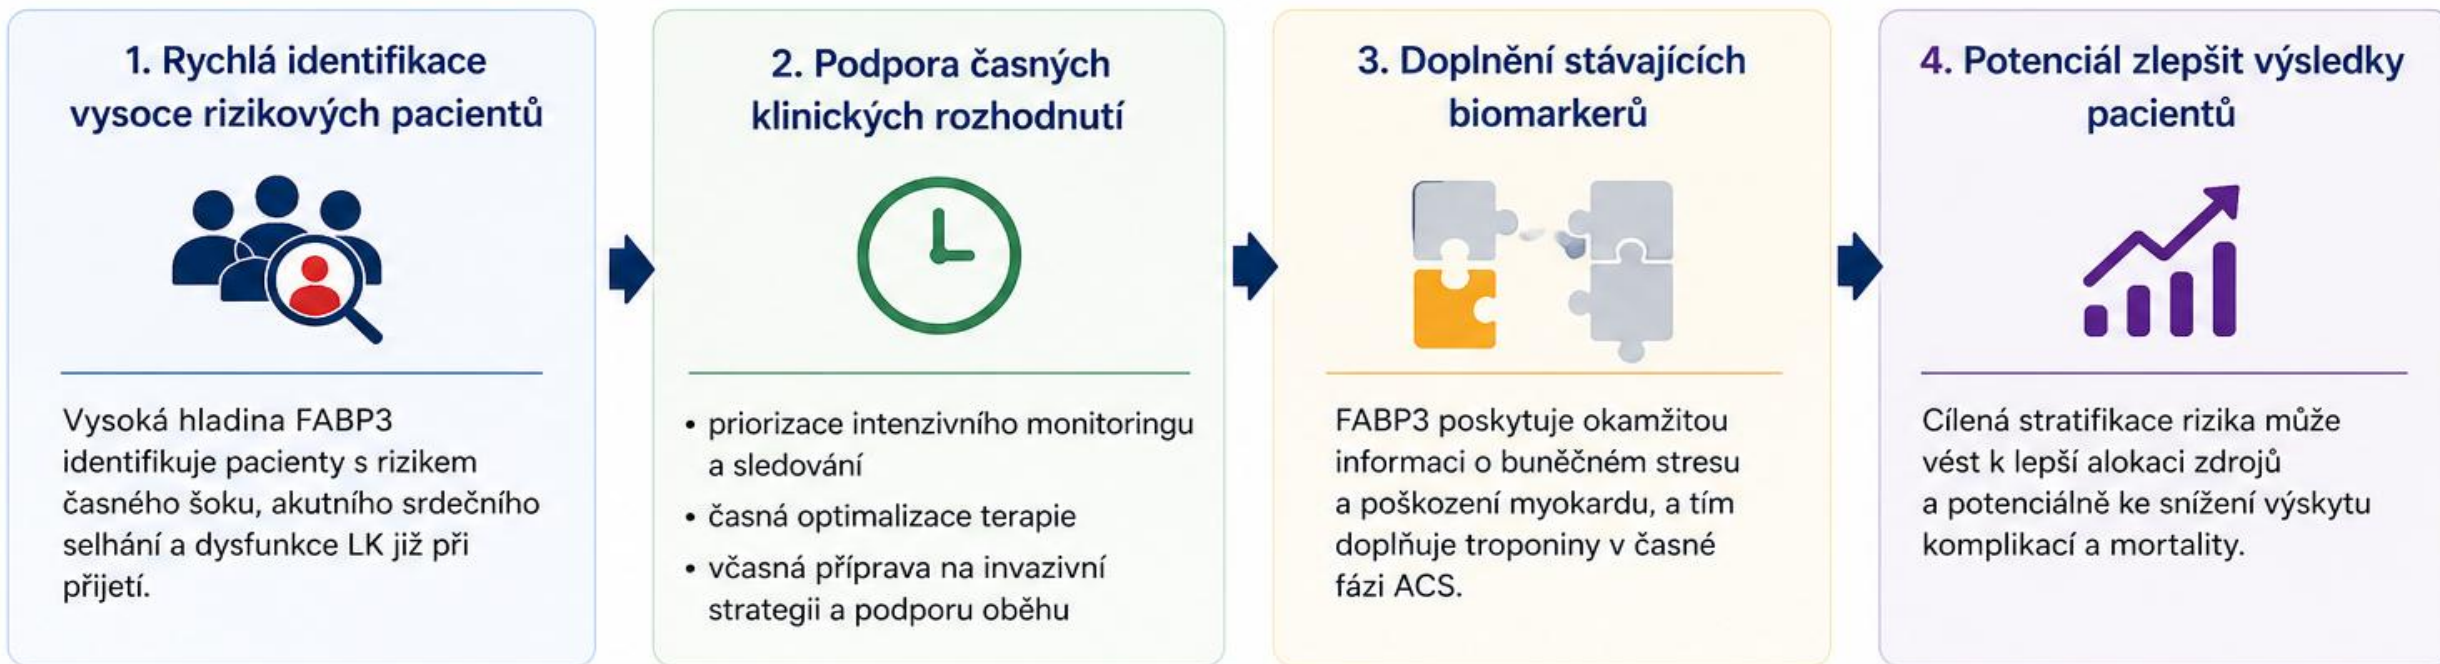 1. Rychlá identifikace
vysoce rizikových pacientů
Vysoká hladina FABP3
identifikuje pacienty s rizikem
časného šoku, akutního srdečního
selhání a dysfunkce LK již při
přijetí.
2. Podpora časných
klinických rozhodnutí
• priorizace intenzivního monitoringu
a sledování
• časná optimalizace terapie
• včasná příprava na invazivní
strategii a podporu oběhu
3. Doplnění stávajících
biomarkerů
FABP3 poskytuje okamžitou
informaci o buněčném stresu
a poškození myokardu, a tím
doplňuje troponiny v časné
fázi ACS.
4. Potenciál zlepšit výsledky
pacientů
Cílená stratifikace rizika může
vést k lepší alokaci zdrojů
a potenciálně ke snížení výskytu
komplikací a mortality.